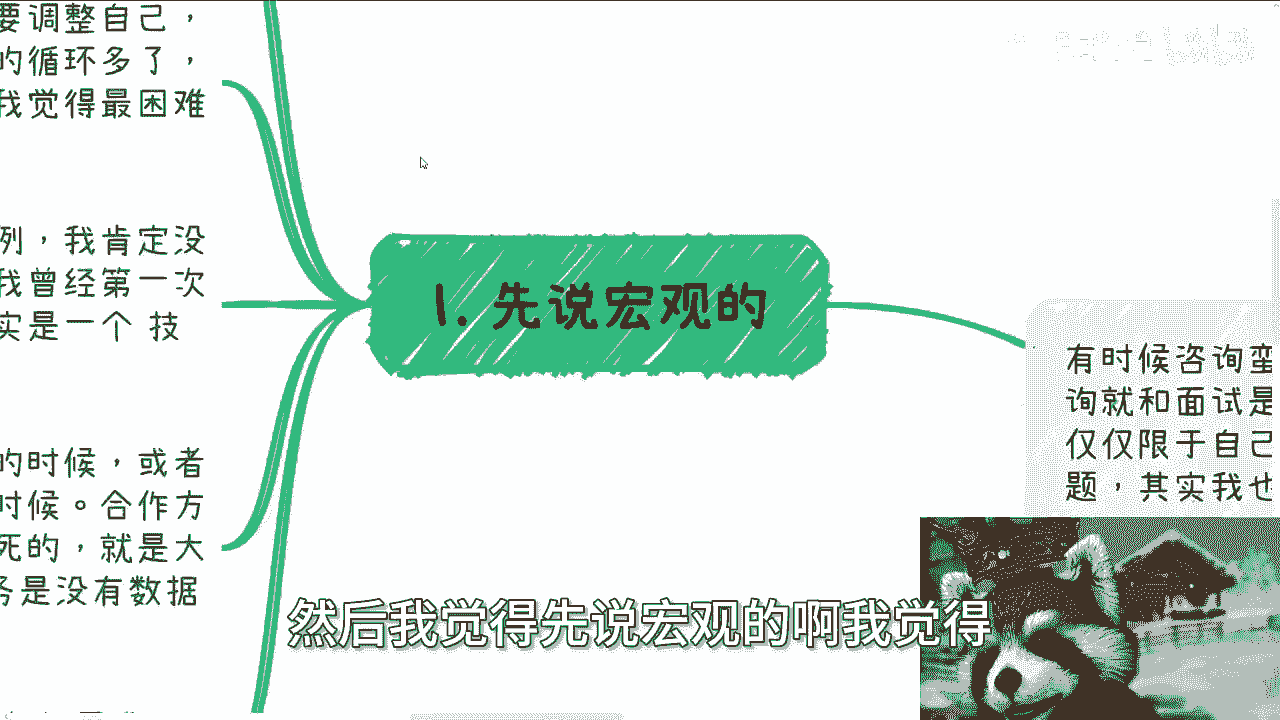 要调整自己，
的循环多了，
我觉得最困难
列，我肯定没
我曾经第一次
实是一个 技
的时候，或者
时候。合作方
死的，就是大
务是没有数据
1. 先说宏观的
有时候咨询蛮
询就和面试是
仅仅限于自己
题，其实我也
然后我觉得先说宏观的啊我觉得